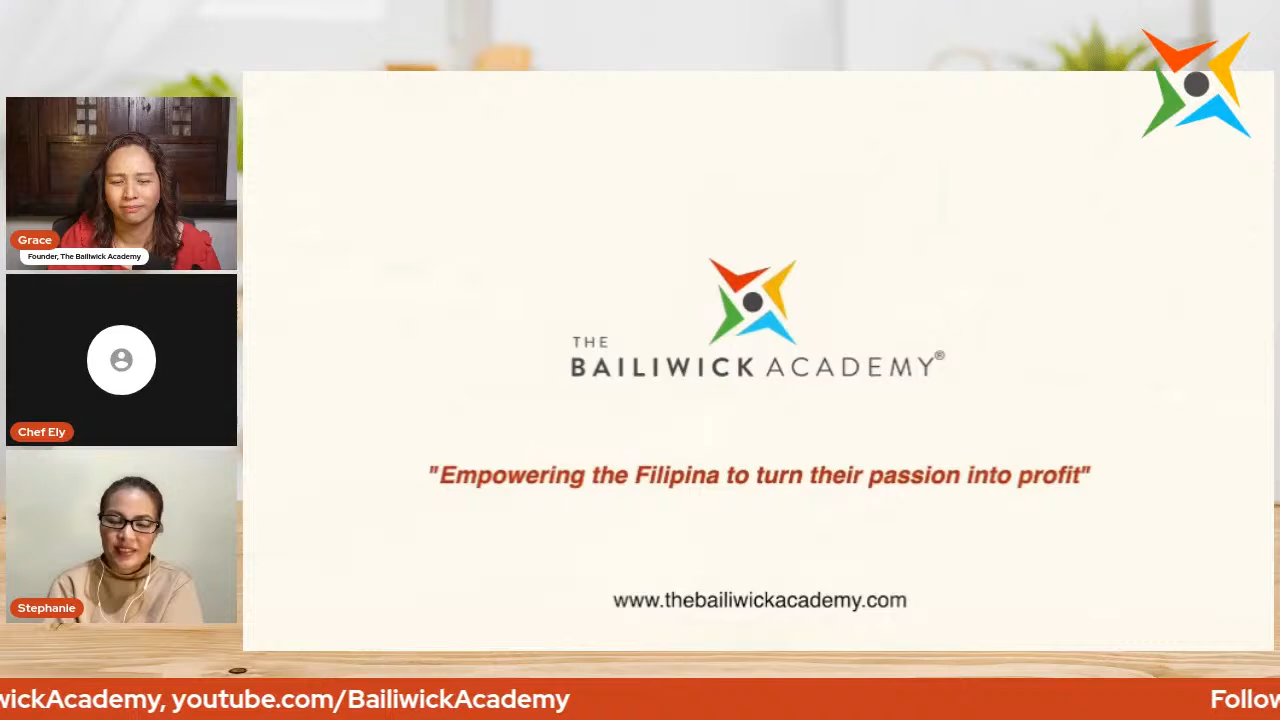 Grace
Founder, The Bailiwick Academy
Chef Ely
Stephanie
THE
BAILIWICK ACADEMY®
"Empowering the Filipina to turn their passion into profit"
www.thebailiwickacademy.com
wickAcademy, youtube.com/BailiwickAcademy
Follow